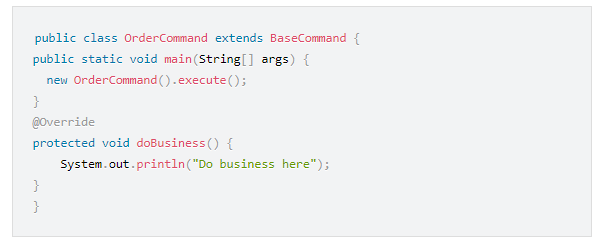 public class OrderCommand extends BaseCommand {
public static void main(String[] args) {
new OrderCommand().execute();
}
@Override
protected void doBusiness() {
System.out.println("Do business here");
}
}